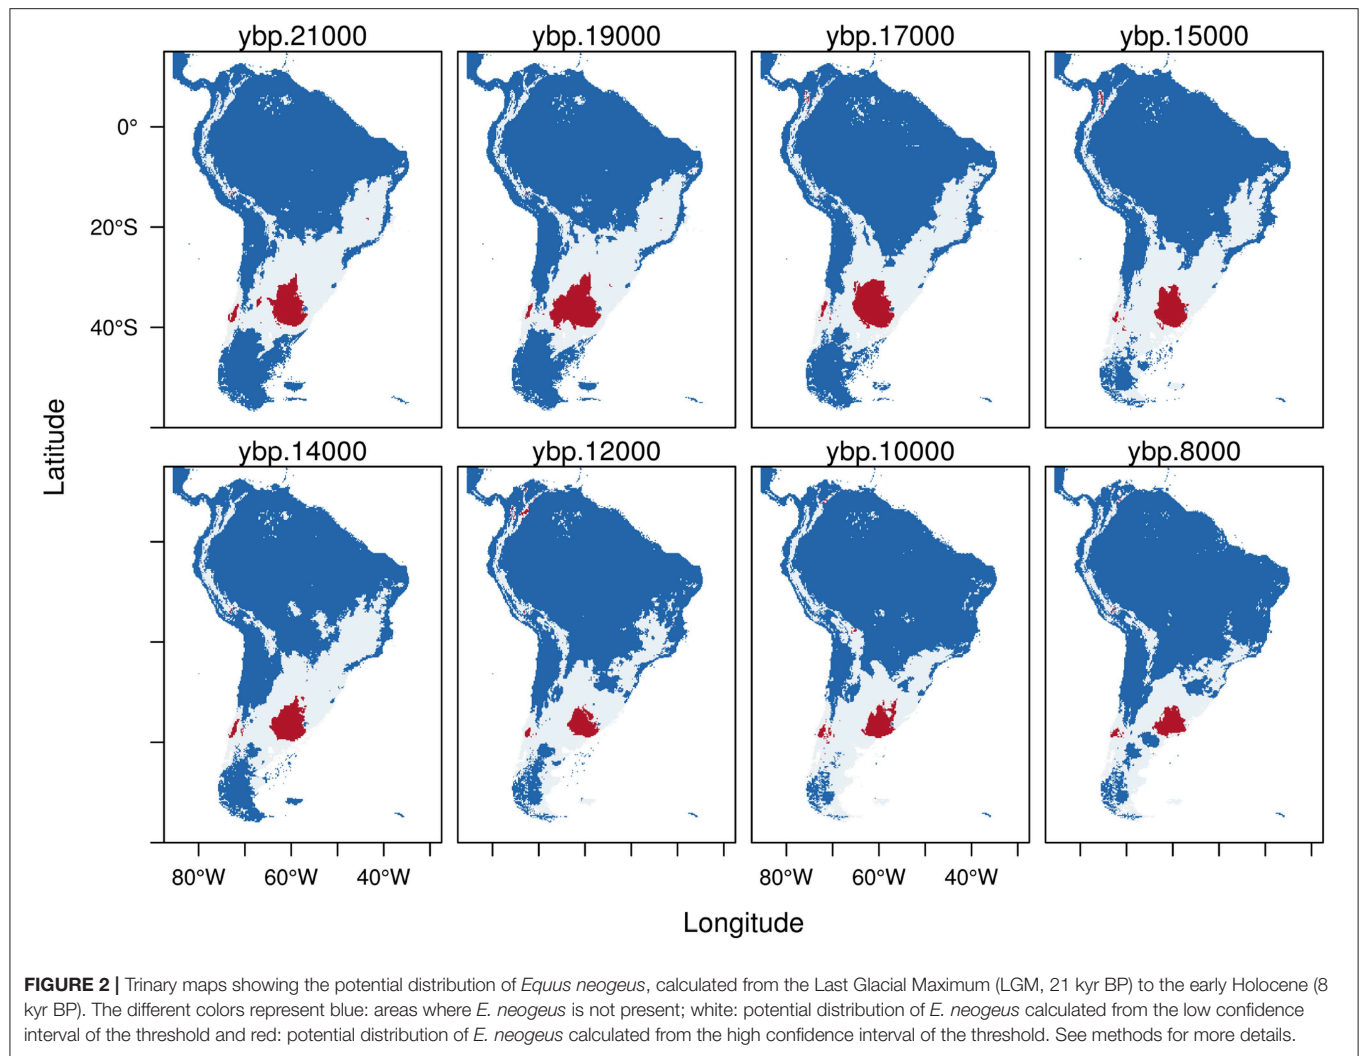 ybp.21000 ybp.19000 ybp.17000 ybp.15000
0°
20°S
40°S
Latitude
ybp.14000 ybp.12000 ybp.10000 ybp.8000
80°W 60°W 40°W 80°W 60°W 40°W
Longitude
FIGURE 2 | Trinary maps showing the potential distribution of Equus neogeus, calculated from the Last Glacial Maximum (LGM, 21 kyr BP) to the early Holocene (8
kyr BP). The different colors represent blue: areas where E. neogeus is not present; white: potential distribution of E. neogeus calculated from the low confidence
interval of the threshold and red: potential distribution of E. neogeus calculated from the high confidence interval of the threshold. See methods for more details.